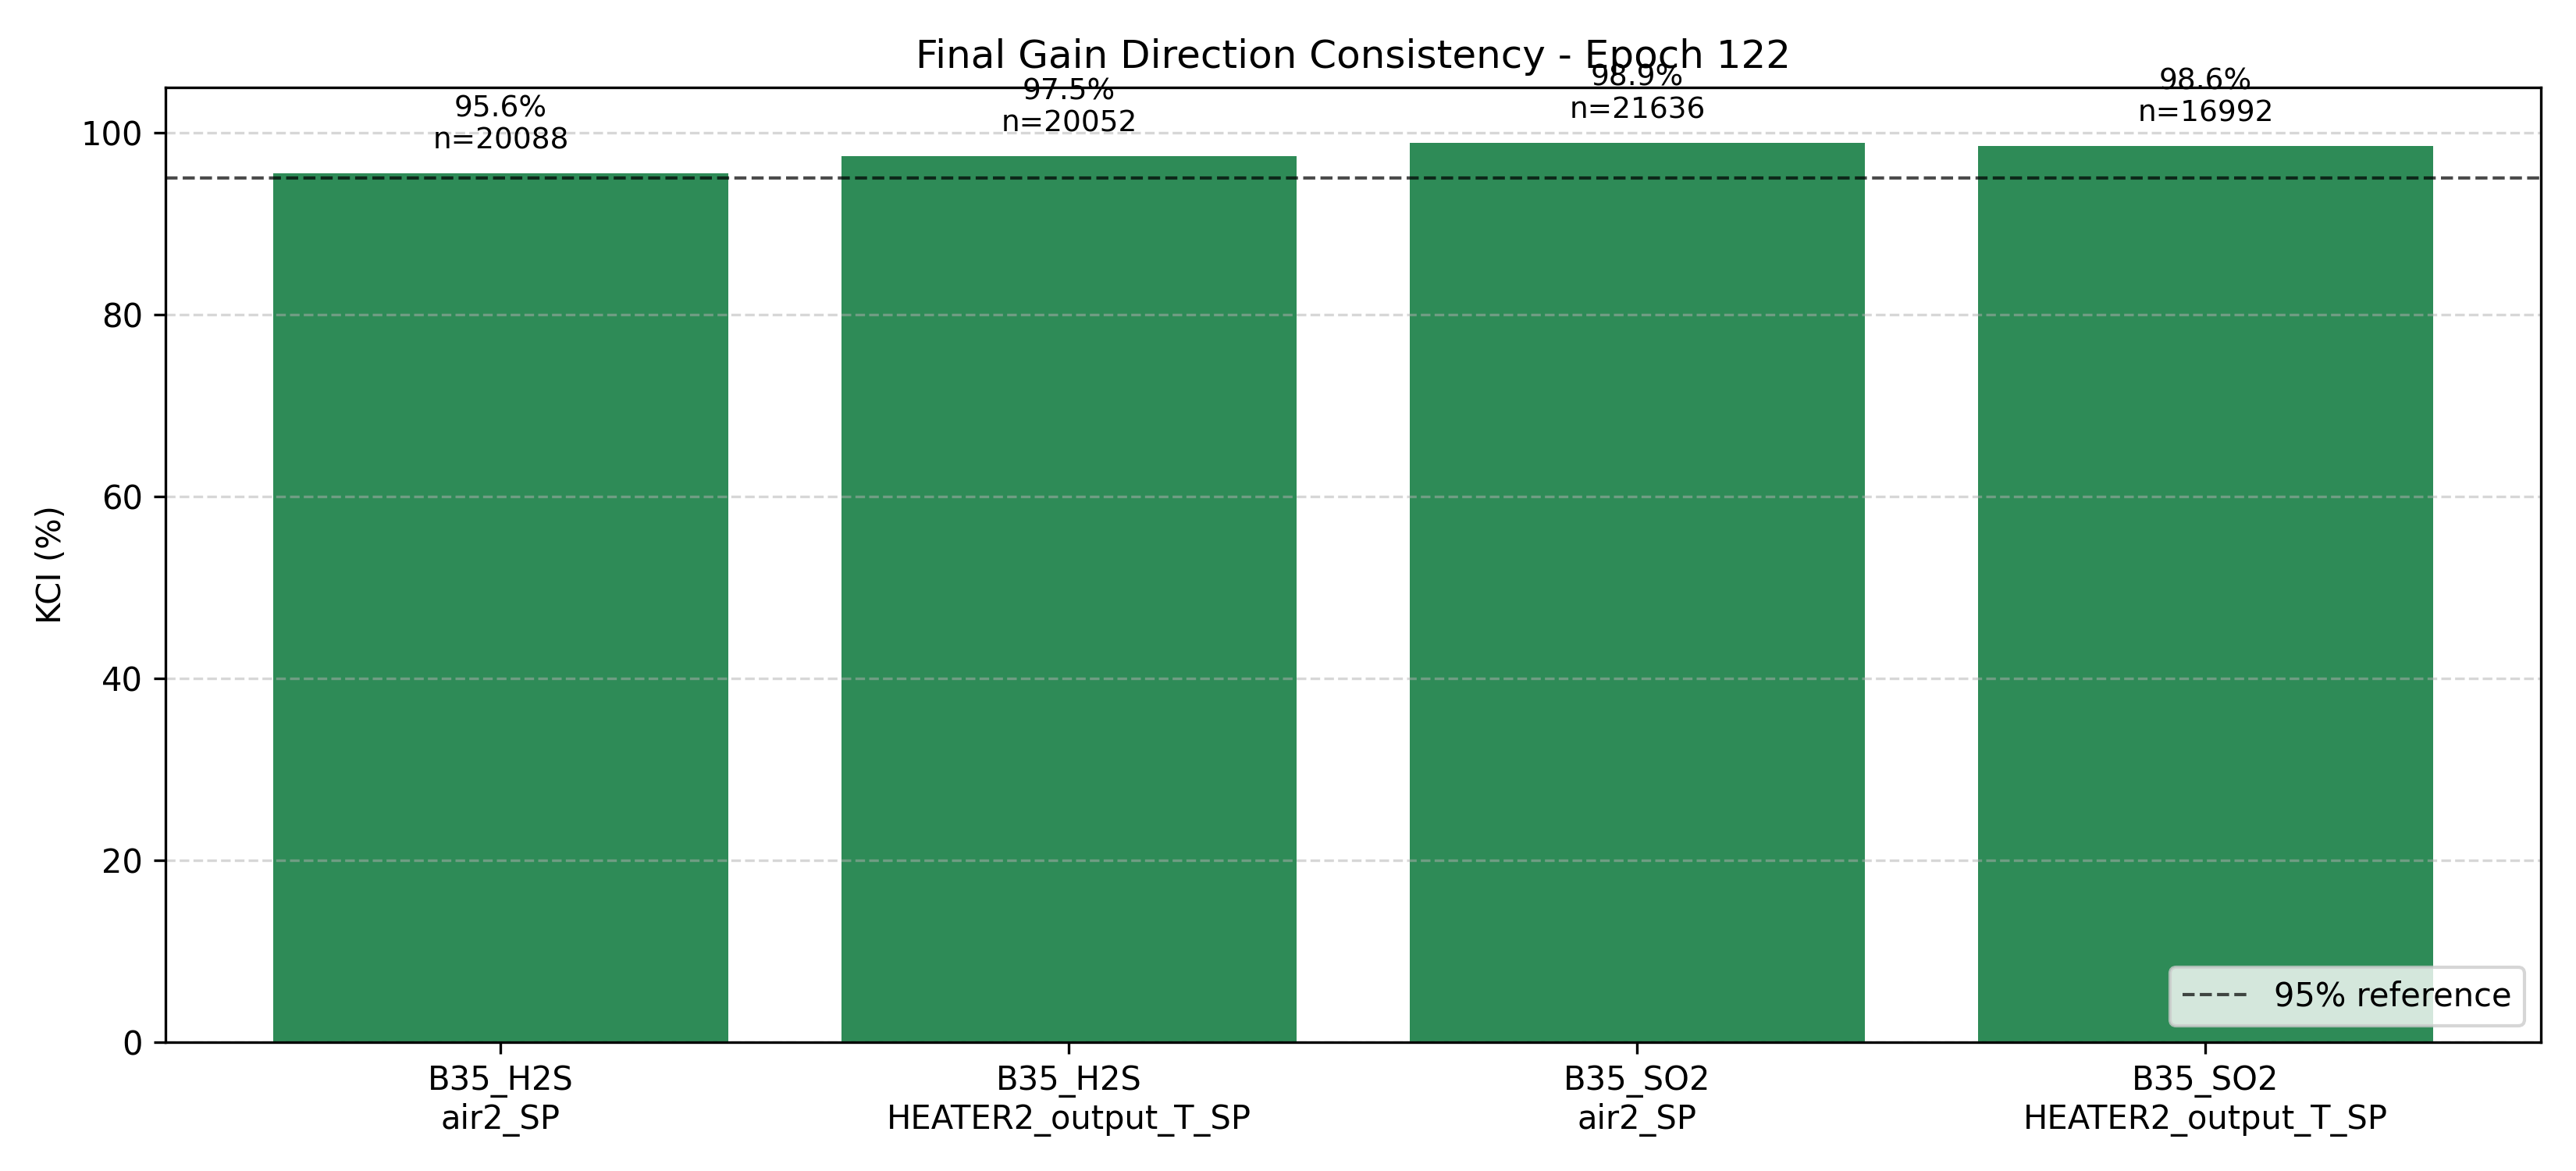 Final Gain Direction Consistency - Epoch 122
95.6%
n=20088
97.5%
n=20052
98.9%
n=21636
98.6%
n=16992
KCI (%)
100
80
60
40
20
0
95% reference
B35_H2S
air2_SP
B35_H2S
HEATER2_output_T_SP
B35_SO2
air2_SP
B35_SO2
HEATER2_output_T_SP